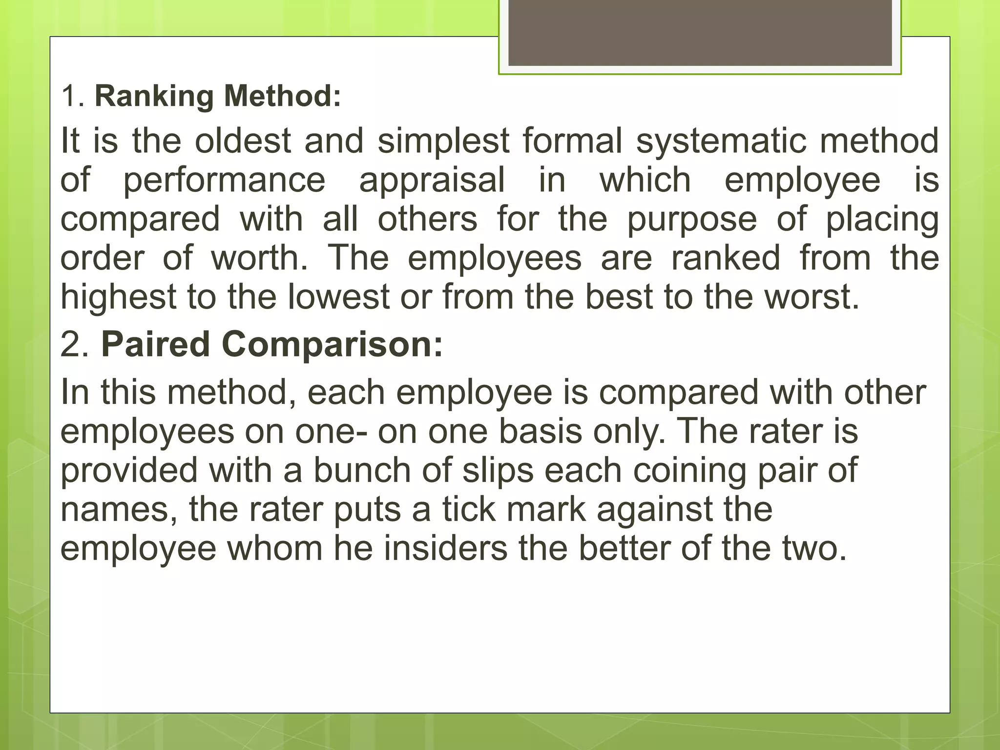 1. Ranking Method:
It is the oldest and simplest formal systematic method
of performance appraisal in which employee is
compared with all others for the purpose of placing
order of worth. The employees are ranked from the
highest to the lowest or from the best to the worst.
2. Paired Comparison:
In this method, each employee is compared with other
employees on one- on one basis only. The rater is
provided with a bunch of slips each coining pair of
names, the rater puts a tick mark against the
employee whom he insiders the better of the two.